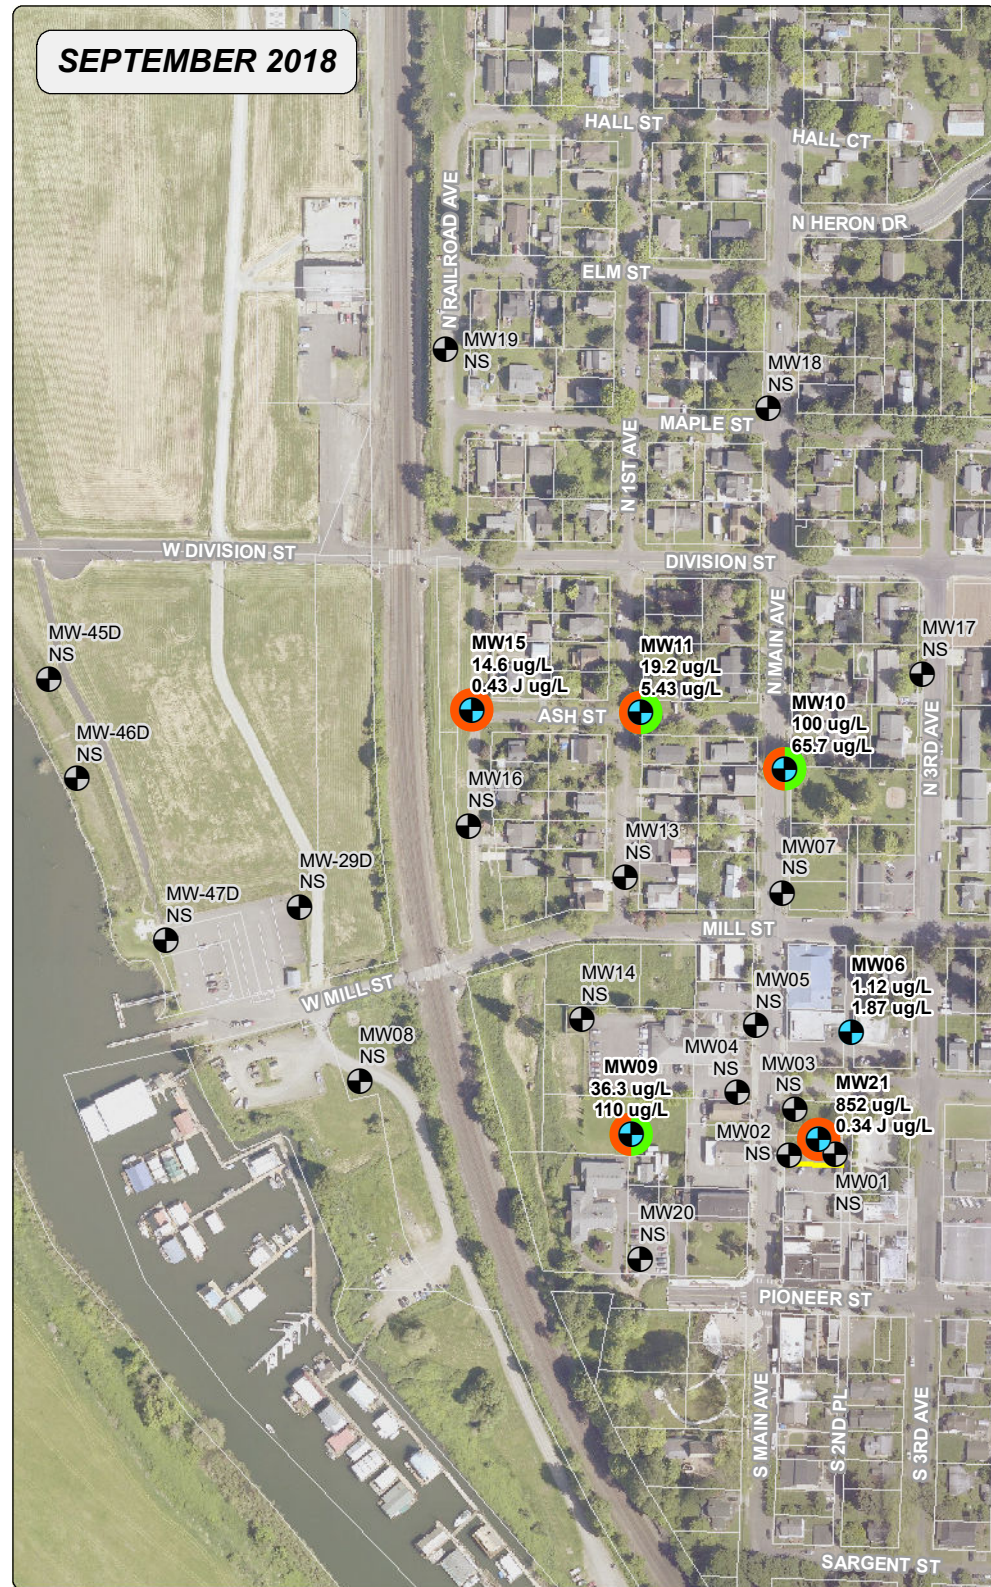 SEPTEMBER 2018
HALL ST
HALL CT
N HERON DR
N RAILROAD AVE
ELM ST
MW19
NS
MW18
NS
MAPLE ST
N 1ST AVE
W DIVISION ST
DIVISION ST
MW-45D
NS
MW15
14.6 ug/L
0.43 J ug/L
MW11
19.2 ug/L
5.43 ug/L
N MAIN AVE
MW17
NS
ASH ST
MW10
100 ug/L
65.7 ug/L
N 3RD AVE
MW-46D
NS
MW16
NS
MW13
NS
MW07
NS
MW-29D
NS
MW-47D
NS
MILL ST
W MILL ST
MW14
NS
MW05
NS
MW06
1.12 ug/L
1.87 ug/L
MW08
NS
MW04
NS
MW03
NS
MW09
36.3 ug/L
110 ug/L
MW21
852 ug/L
0.34 J ug/L
MW02
NS
MW01
NS
MW20
NS
PIONEER ST
S MAIN AVE
S 2ND PL
S 3RD AVE
SARGENT ST